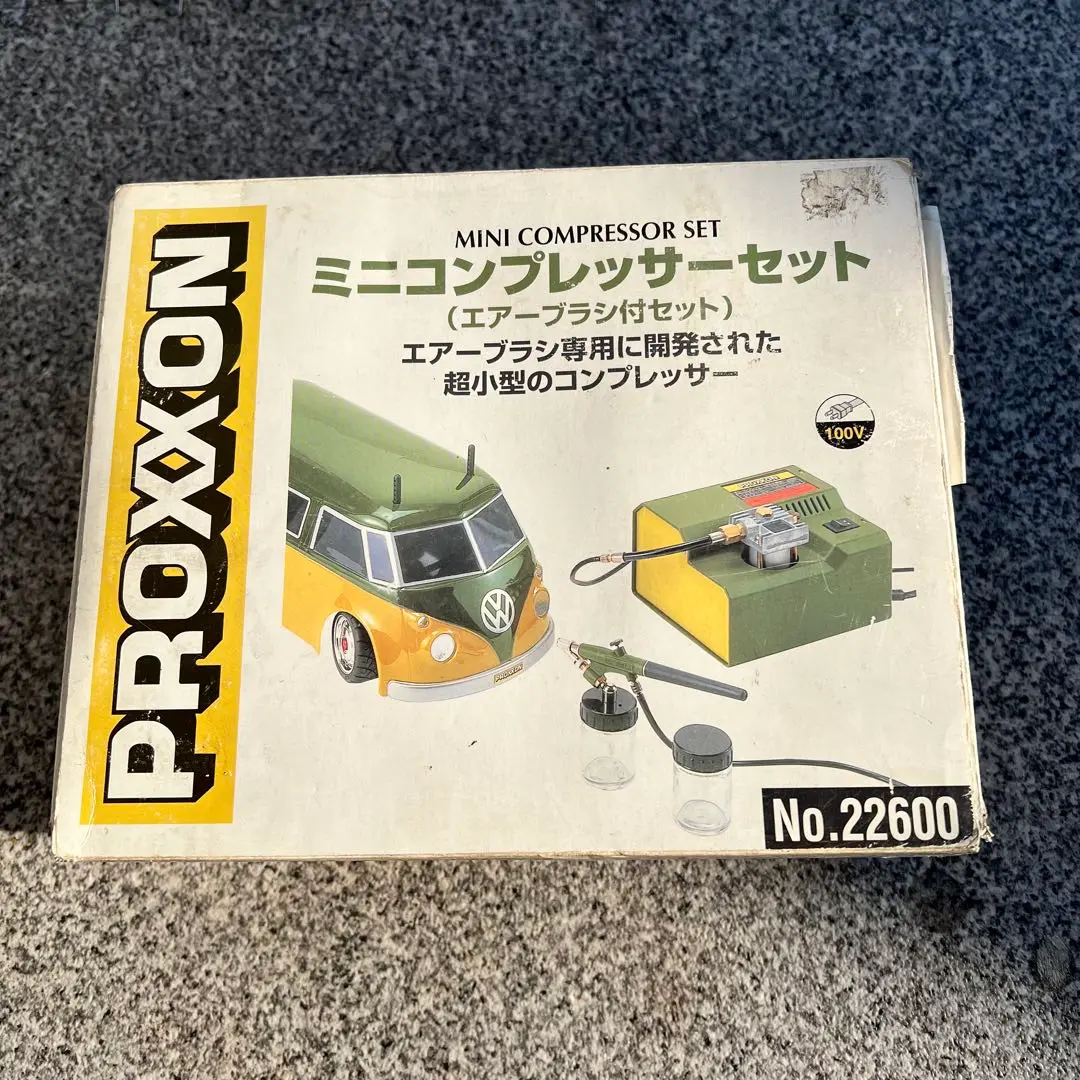 PROXXON
MINI COMPRESSOR SET
ミニコンプレッサーセット
(エアーブラシ付セット)
エアーブラシ専用に開発された
超小型のコンプレッサー
100V
PROXXON
No.22600